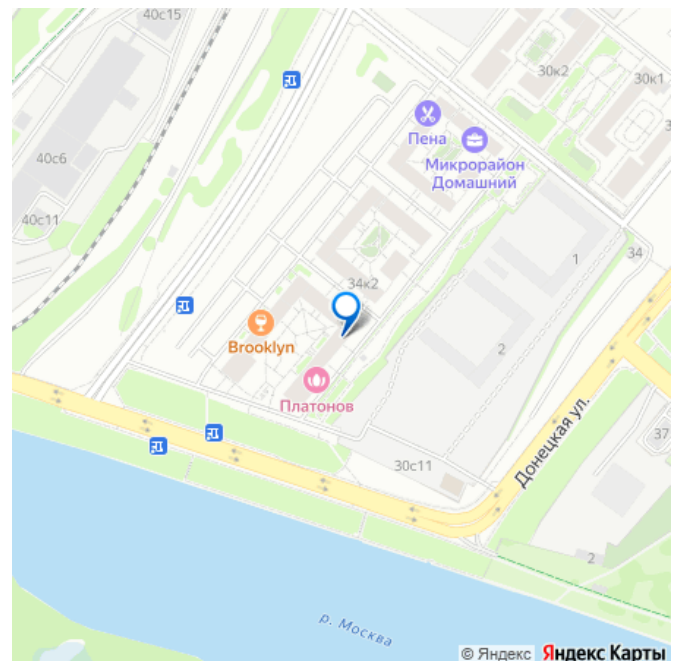 40с15
30к2
30к1
Пена
Микрорайон
Домашний
40с6
40с11
34
1
34к2
2
Brooklyn
Платонов
Донецкая ул.
37
30с11
2
р. Москва
© Яндекс Яндекс Карты